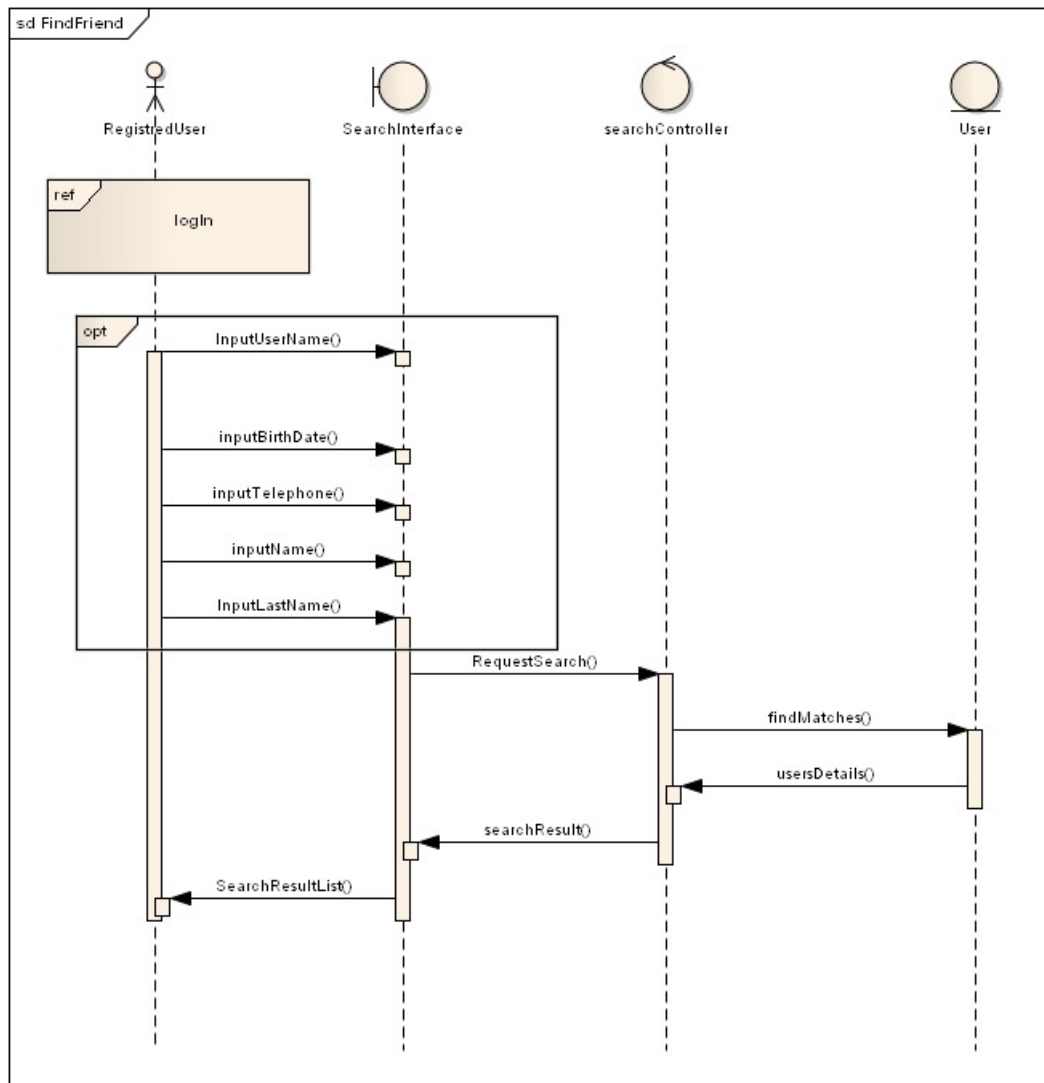 sd FindFriend
RegistredUser
SearchInterface
searchController
User
ref
logIn
opt
InputUserName()
inputBirthDate()
inputTelephone()
inputName()
InputLastName()
RequestSearch()
findMatches()
usersDetails()
searchResult()
SearchResultList()